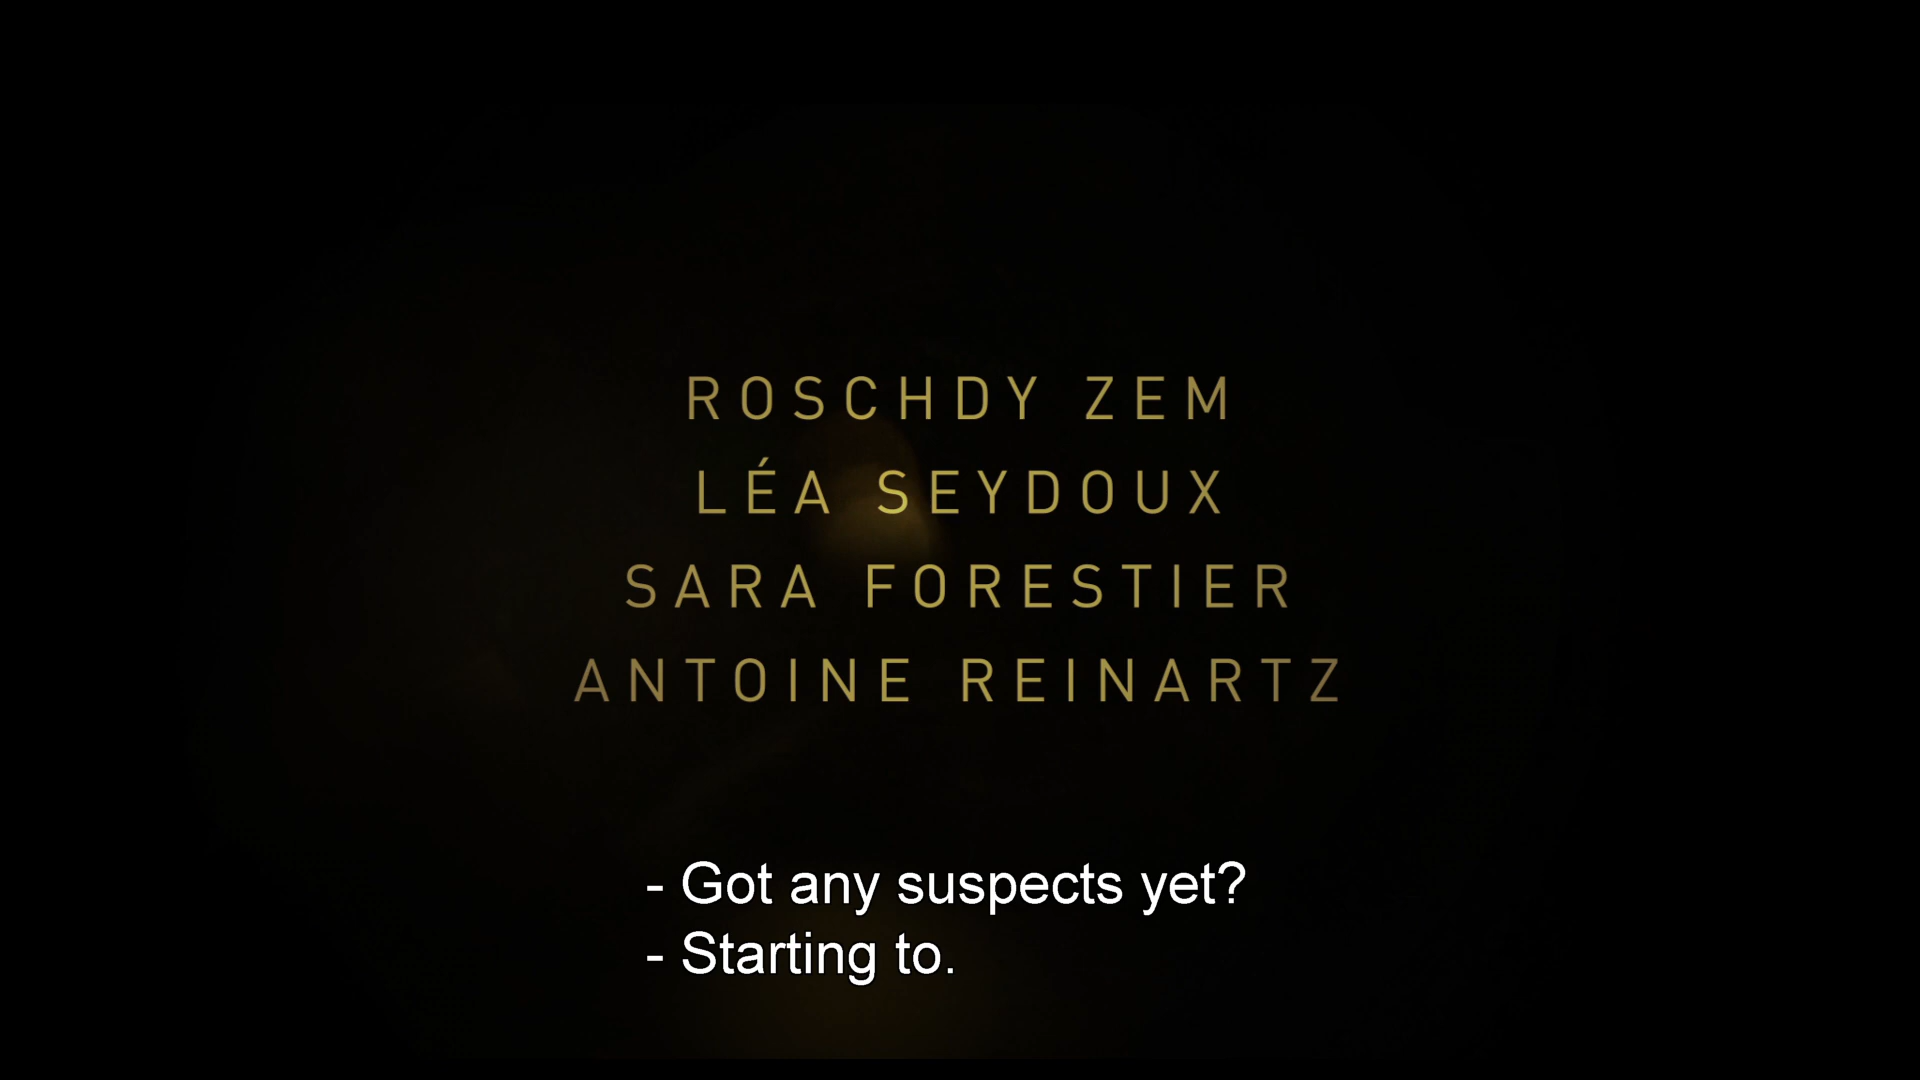 ROSCHDY ZEM
LÉA SEYDOUX
SARA FORESTIER
ANTOINE REINARTZ
- Got any suspects yet?
- Starting to.